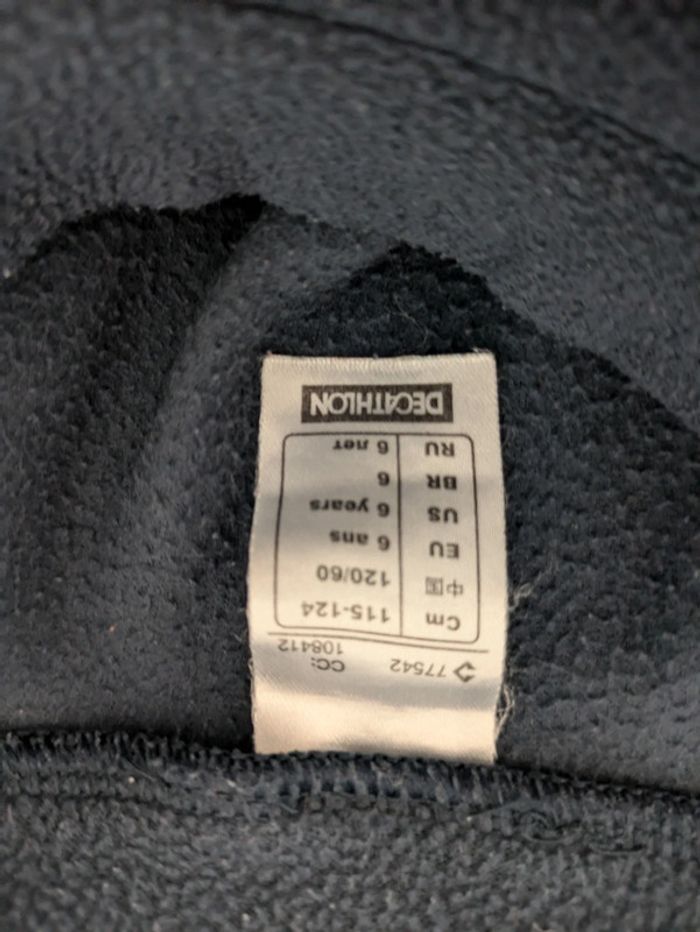 77542 CC:
108412
Cm 115-124
中国 120/60
EU 6 ans
US 6 years
BR 6
RU 6 лет
DECATHLON